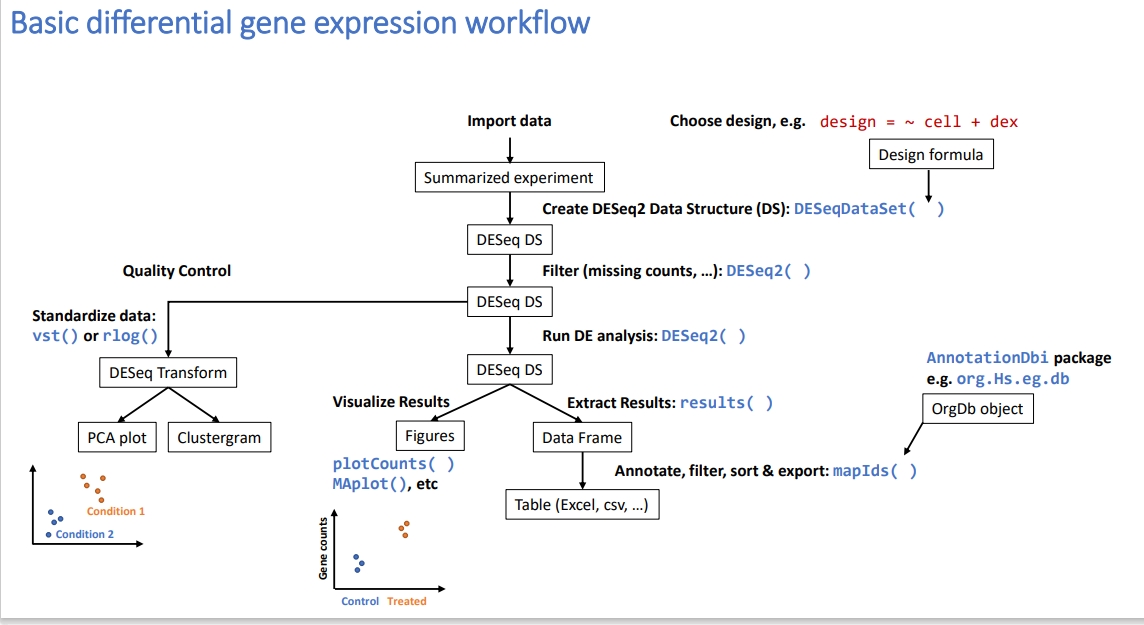 Basic differential gene expression workflow
Import data
Choose design, e.g. design = ~ cell + dex
Design formula
Summarized experiment
Create DESeq2 Data Structure (DS): DESeqDataSet( )
DESeq DS
Quality Control
Filter (missing counts, ...): DESeq2( )
DESeq DS
Standardize data:
vst() or rlog()
Run DE analysis: DESeq2( )
DESeq Transform
DESeq DS
AnnotationDbi package
e.g. org.Hs.eg.db
OrgDb object
Visualize Results
Extract Results: results( )
PCA plot
Clustergram
Figures
Data Frame
plotCounts( )
MAplot(), etc
Annotate, filter, sort & export: mapIds( )
Table (Excel, csv, ...)
Condition 1
Condition 2
Gene counts
Control Treated